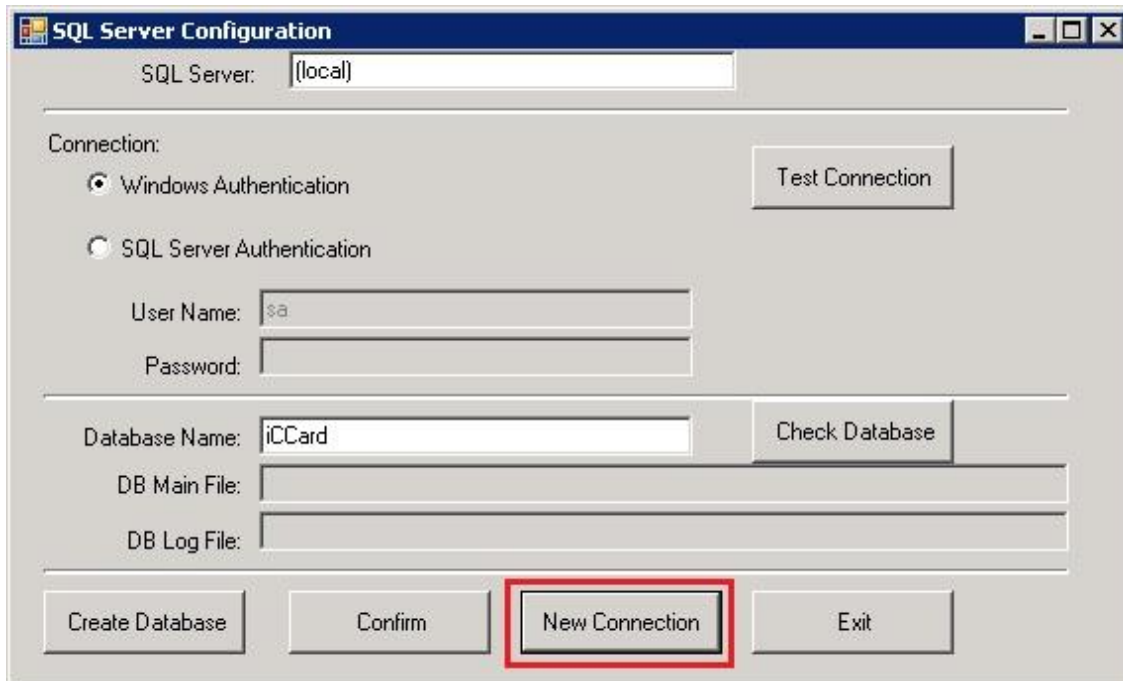 SQL Server Configuration
SQL Server: (local)
Connection:
Windows Authentication
Test Connection
SQL Server Authentication
User Name: sa
Password:
Database Name: iCCard
Check Database
DB Main File:
DB Log File:
Create Database
Confirm
New Connection
Exit